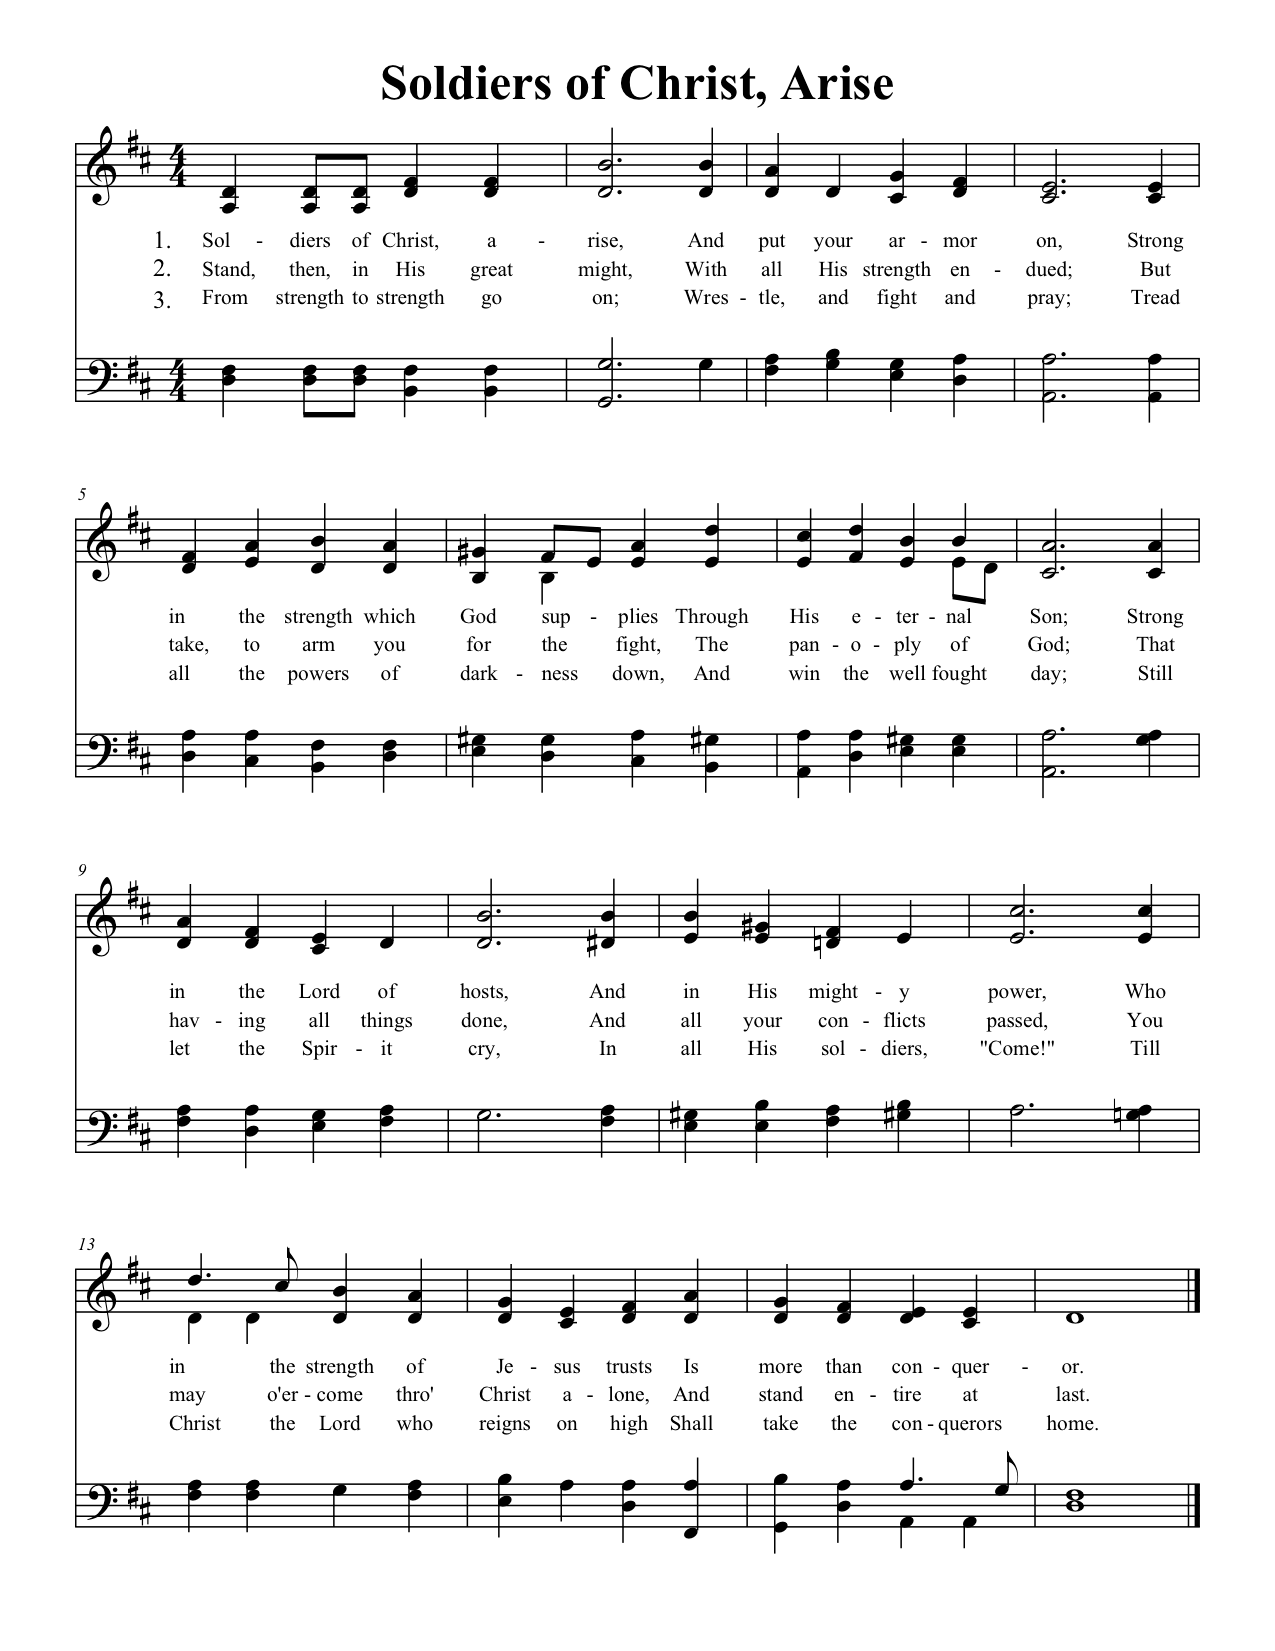 Soldiers of Christ, Arise
4 4
1. Sol - diers of Christ, a - rise, And put your ar - mor on, Strong
2. Stand, then, in His great might, With all His strength en - dued; But
3. From strength to strength go on; Wres - tle, and fight and pray; Tread
4 4
5
in the strength which God sup - plies Through His e - ter - nal Son; Strong
take, to arm you for the fight, The pan - o - ply of God; That
all the powers of dark - ness down, And win the well fought day; Still
9
in the Lord of hosts, And in His might - y power, Who
hav - ing all things done, And all your con - flicts passed, You
let the Spir - it cry, In all His sol - diers, "Come!" Till
13
in the strength of Je - sus trusts Is more than con - quer - or.
may o'er - come thro' Christ a - lone, And stand en - tire at last.
Christ the Lord who reigns on high Shall take the con - querors home.